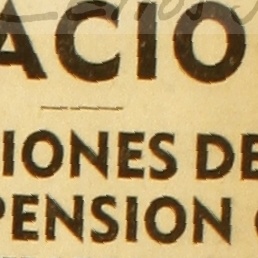 ACIO
IONES DE
PENSION